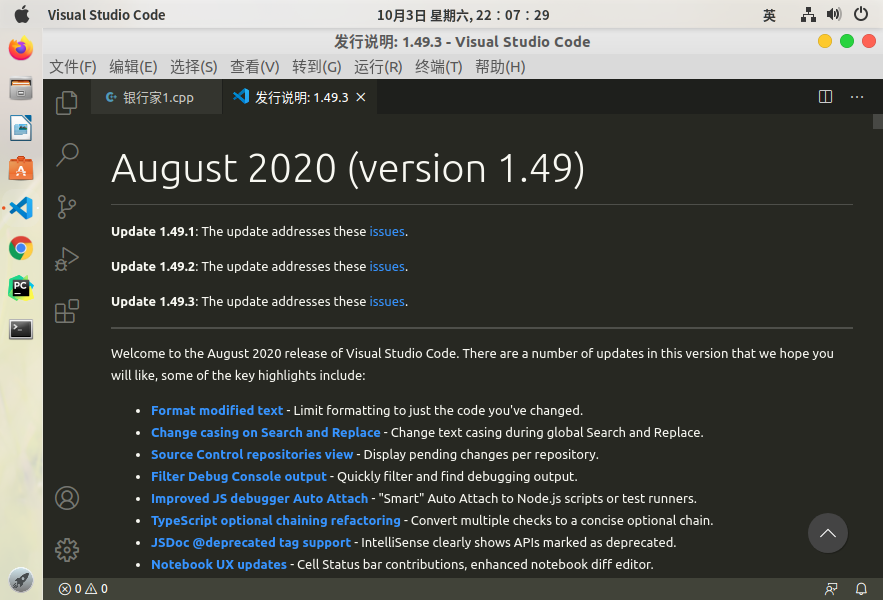 Visual Studio Code
10月3日 星期六, 22：07：29
英
发行说明: 1.49.3 - Visual Studio Code
文件(F) 编辑(E) 选择(S) 查看(V) 转到(G) 运行(R) 终端(T) 帮助(H)
银行家1.cpp
发行说明: 1.49.3
August 2020 (version 1.49)
Update 1.49.1: The update addresses these issues.
Update 1.49.2: The update addresses these issues.
Update 1.49.3: The update addresses these issues.
Welcome to the August 2020 release of Visual Studio Code. There are a number of updates in this version that we hope you
will like, some of the key highlights include:
• Format modified text - Limit formatting to just the code you've changed.
• Change casing on Search and Replace - Change text casing during global Search and Replace.
• Source Control repositories view - Display pending changes per repository.
• Filter Debug Console output - Quickly filter and find debugging output.
• Improved JS debugger Auto Attach - "Smart" Auto Attach to Node.js scripts or test runners.
• TypeScript optional chaining refactoring - Convert multiple checks to a concise optional chain.
• JSDoc @deprecated tag support - IntelliSense clearly shows APIs marked as deprecated.
• Notebook UX updates - Cell Status bar contributions, enhanced notebook diff editor.
0 0
PC